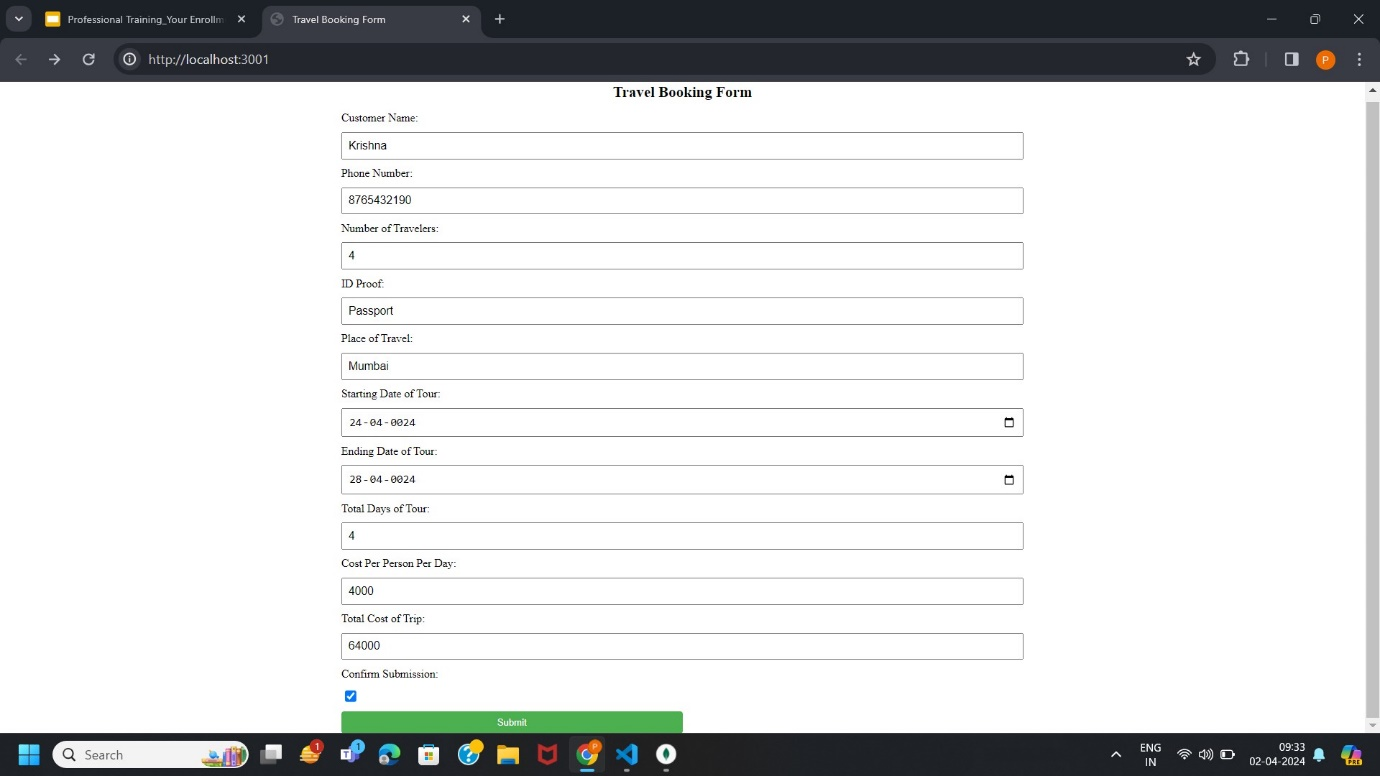 Professional Training_Your Enrollm
Travel Booking Form
http://localhost:3001
P
Travel Booking Form
Customer Name:
Krishna
Phone Number:
8765432190
Number of Travelers:
4
ID Proof:
Passport
Place of Travel:
Mumbai
Starting Date of Tour:
24-04-0024
Ending Date of Tour:
28-04-0024
Total Days of Tour:
4
Cost Per Person Per Day:
4000
Total Cost of Trip:
64000
Confirm Submission:
Submit
Search
1
T
1
?
P
ENG
IN
09:33
02-04-2024
PRE